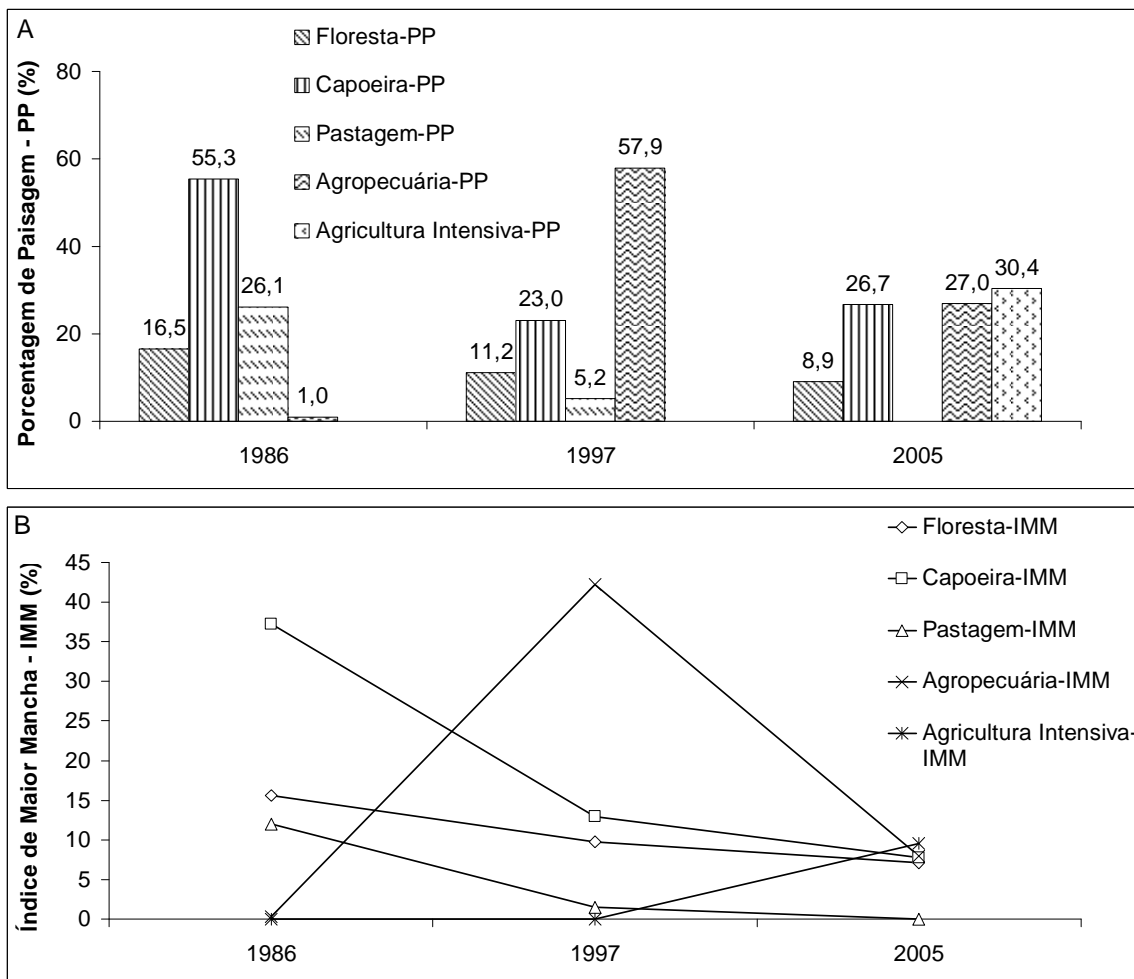 A
Porcentagem de Paisagem - PP (%)
Floresta-PP
Capoeira-PP
Pastagem-PP
Agropecuária-PP
Agricultura Intensiva-PP
80
60
40
20
0
16,5
55,3
26,1
1,0
11,2
23,0
5,2
57,9
8,9
26,7
27,0
30,4
1986
1997
2005
B
Índice de Maior Mancha - IMM (%)
Floresta-IMM
Capoeira-IMM
Pastagem-IMM
Agropecuária-IMM
Agricultura Intensiva-
IMM
45
40
35
30
25
20
15
10
5
0
1986
1997
2005